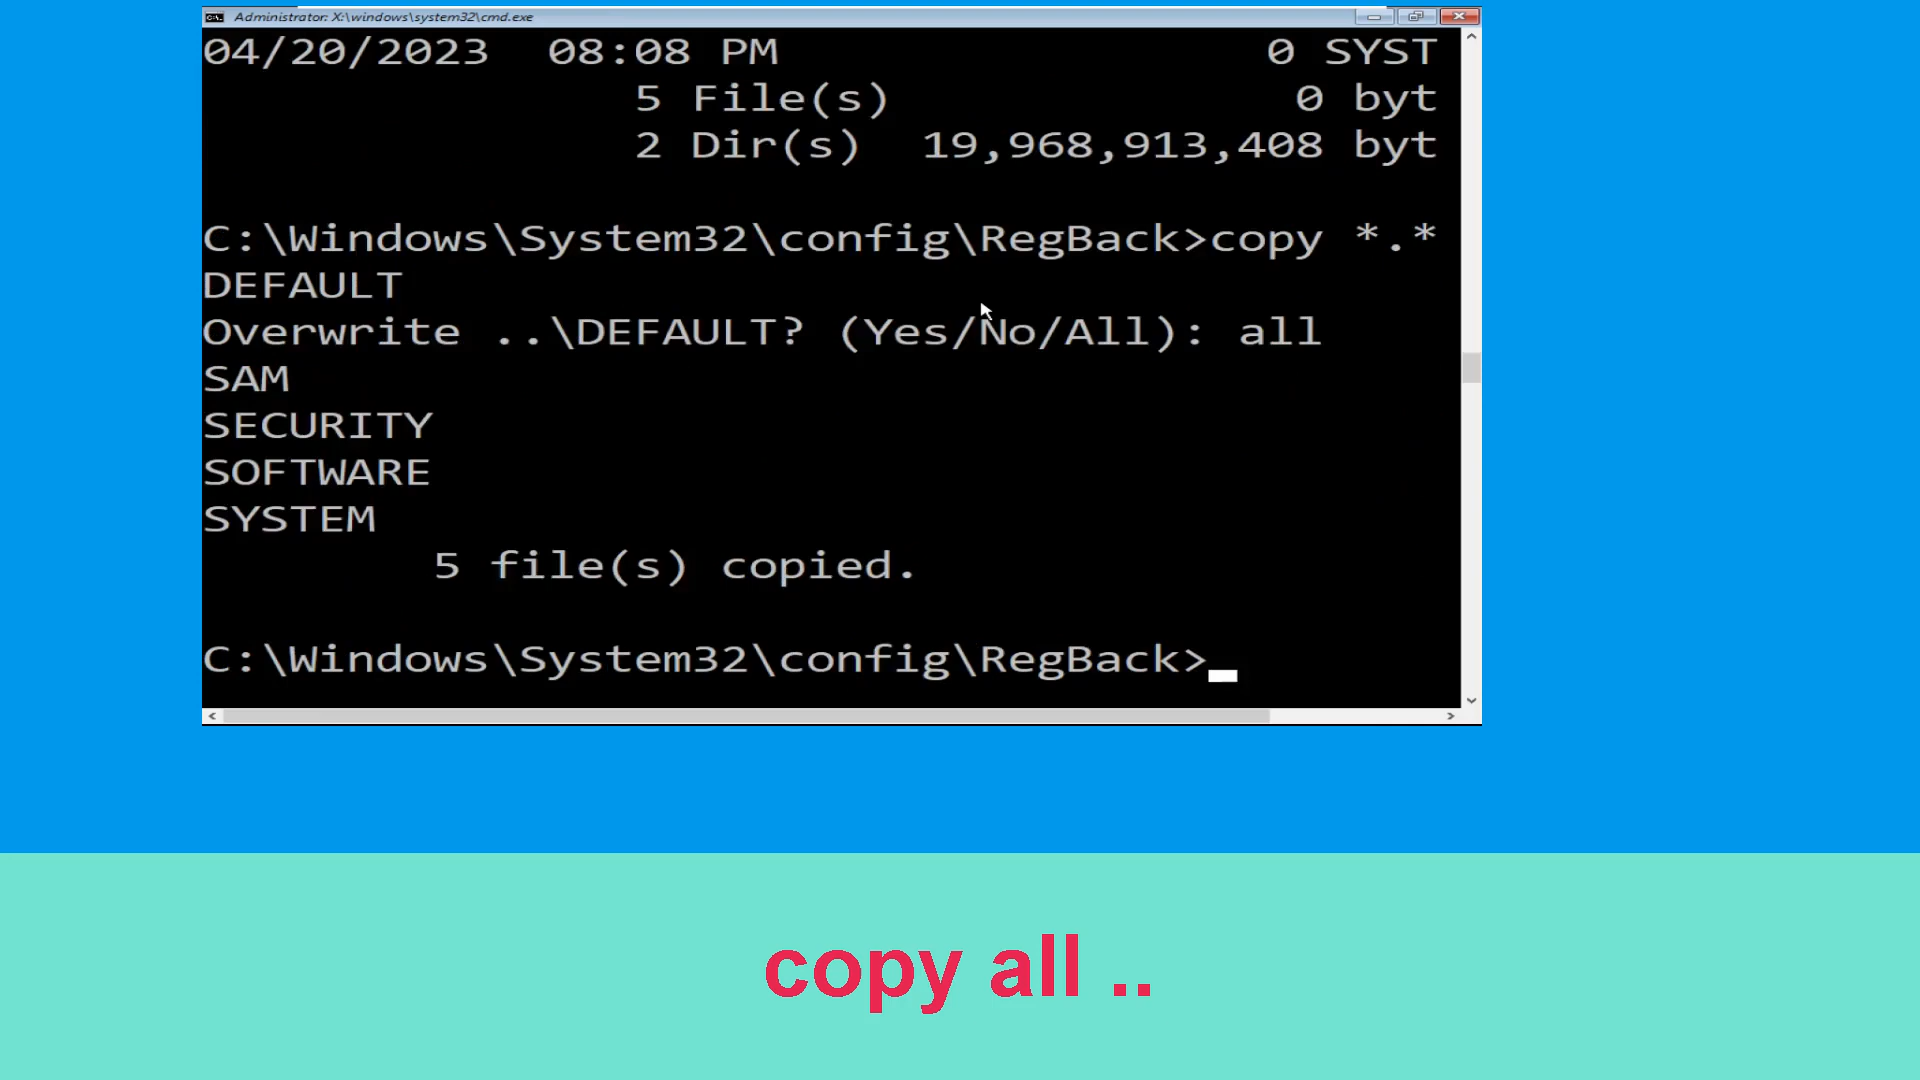 Administrator: X:\windows\system32\cmd.exe
04/20/2023  08:08 PM                 0 SYST
               5 File(s)              0 byt
               2 Dir(s)  19,968,913,408 byt
C:\Windows\System32\config\RegBack>copy *.*
DEFAULT
Overwrite ..\DEFAULT? (Yes/No/All): all
SAM
SECURITY
SOFTWARE
SYSTEM
        5 file(s) copied.
C:\Windows\System32\config\RegBack>
copy all ..